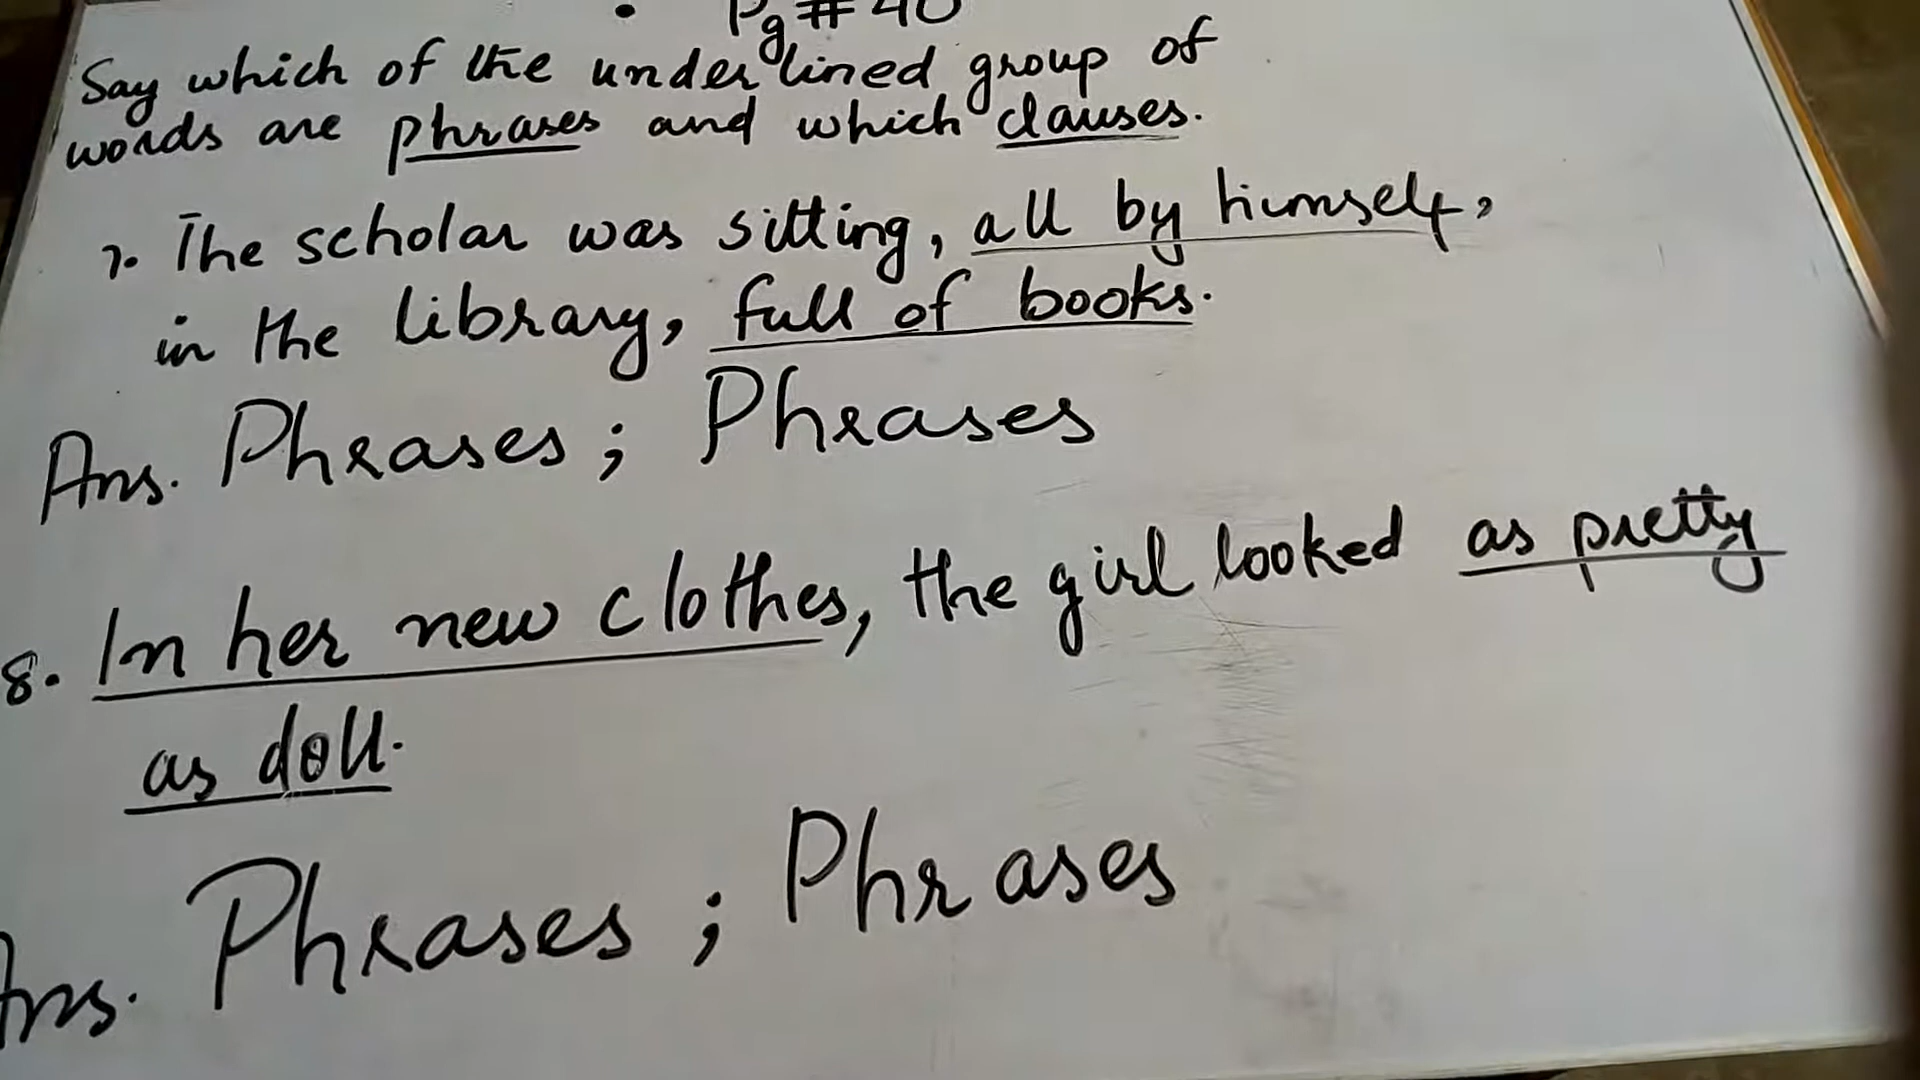 • Pg # 40
Say which of the underlined group of
words are phrases and which clauses.
7. The scholar was sitting, all by himself,
in the library, full of books.
Ans. Phrases ; Phrases
8. In her new clothes, the girl looked as pretty
as doll.
Ans. Phrases ; Phrases